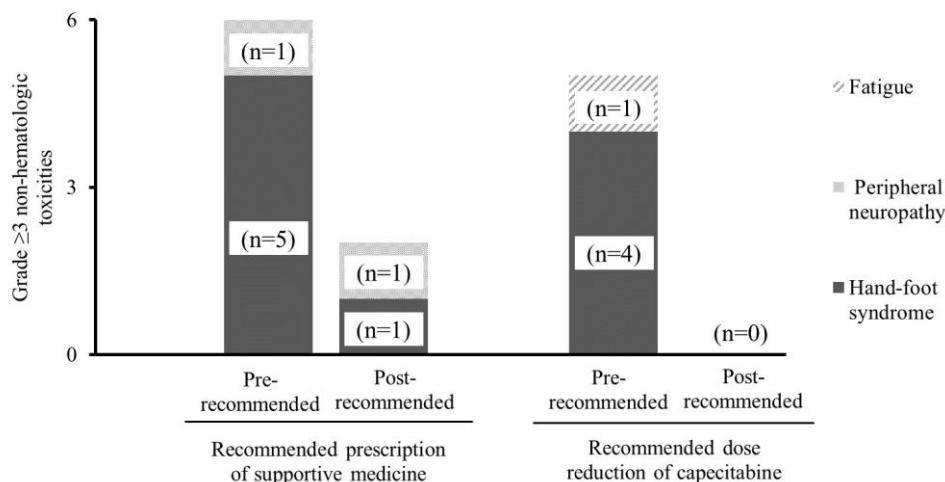 Grade ≥3 non-hematologic
toxicities
6
3
0
(n=1)
(n=5)
(n=1)
(n=1)
(n=1)
(n=4)
(n=0)
Fatigue
Peripheral
neuropathy
Hand-foot
syndrome
Pre-
recommended
Post-
recommended
Pre-
recommended
Post-
recommended
Recommended prescription
of supportive medicine
Recommended dose
reduction of capecitabine